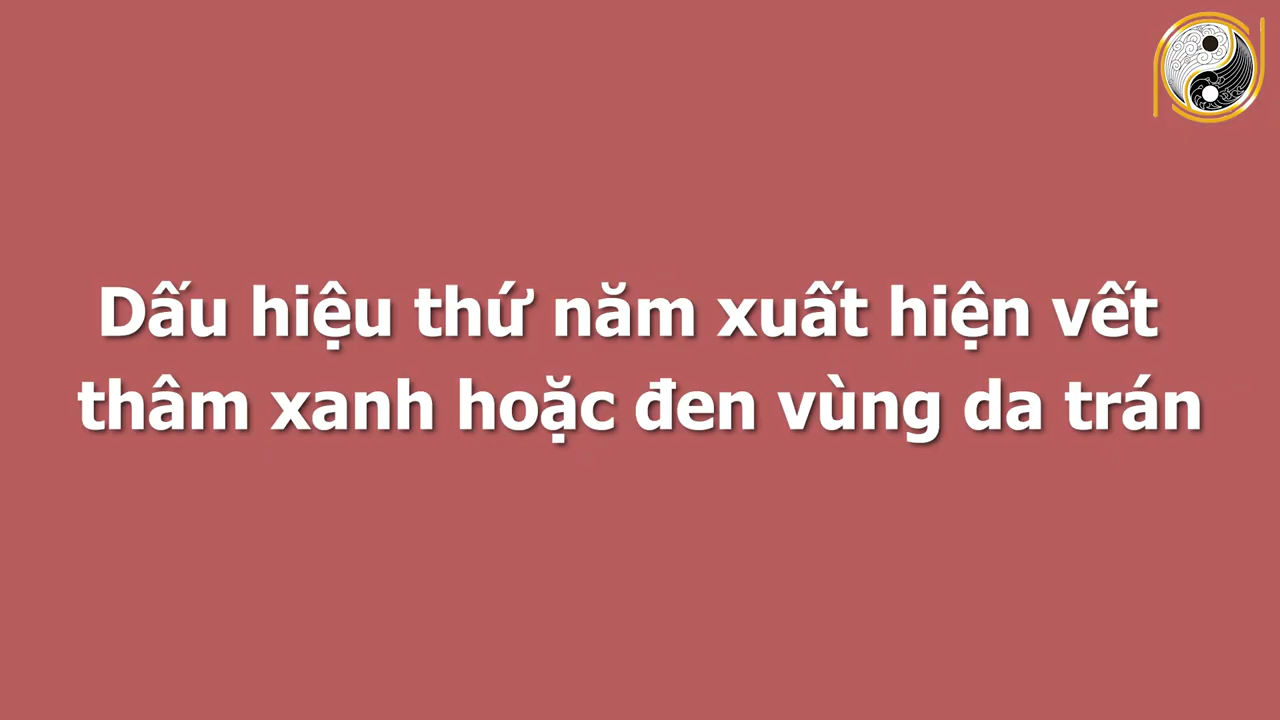 Dấu hiệu thứ năm xuất hiện vết
thâm xanh hoặc đen vùng da trán